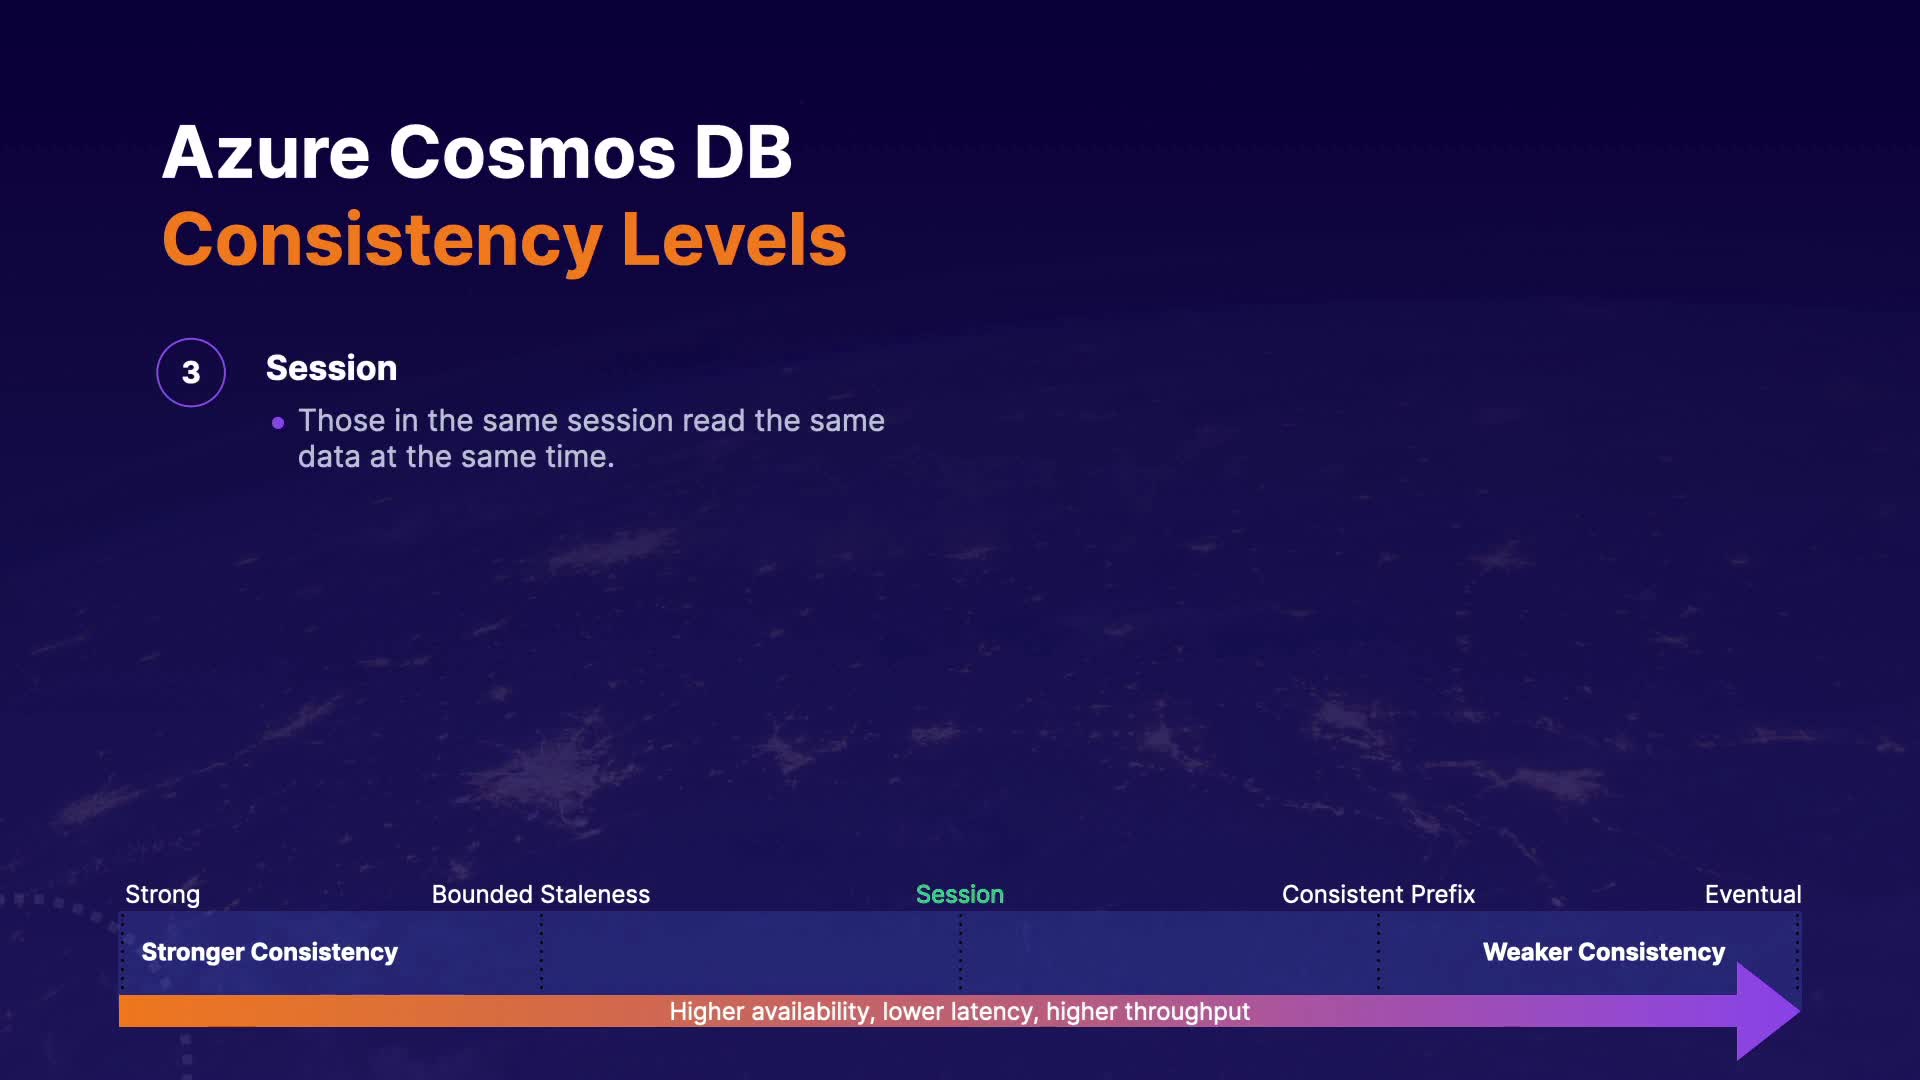 Azure Cosmos DB
Consistency Levels
3
Session
Those in the same session read the same
data at the same time.
Strong
Bounded Staleness
Session
Consistent Prefix
Eventual
Stronger Consistency
Weaker Consistency
Higher availability, lower latency, higher throughput